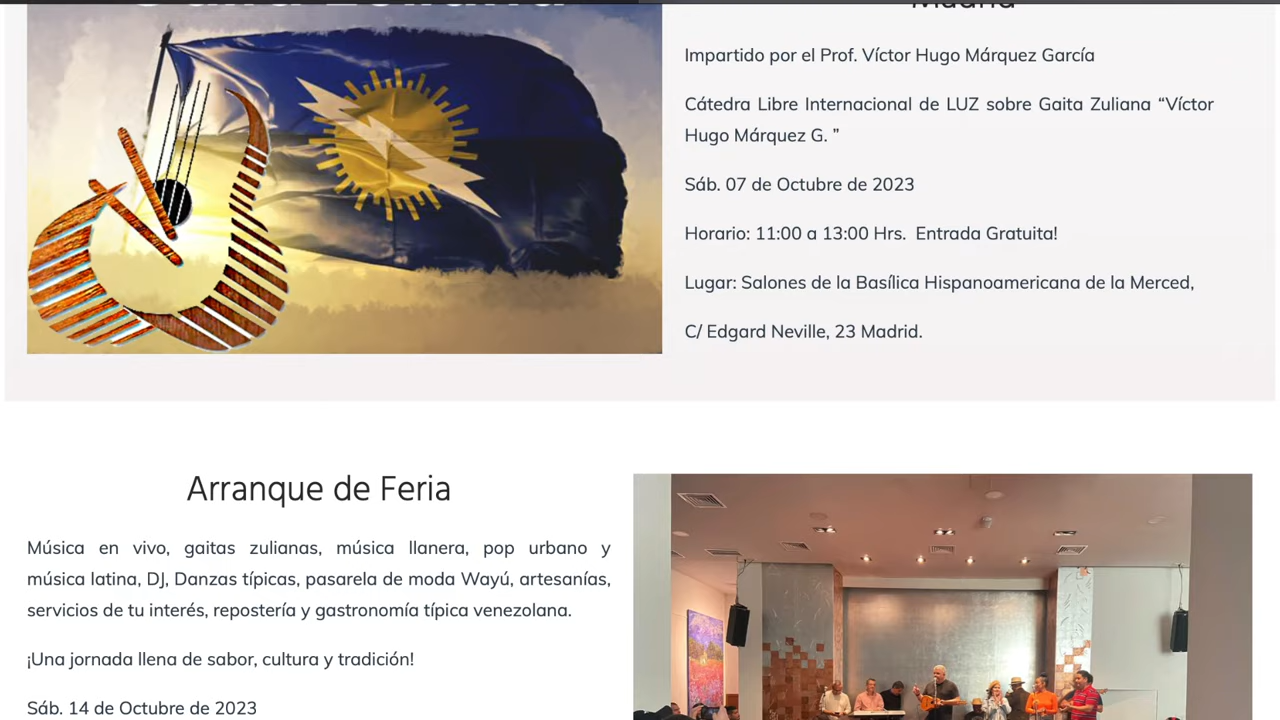 Madrid
Impartido por el Prof. Víctor Hugo Márquez García
Cátedra Libre Internacional de LUZ sobre Gaita Zuliana “Víctor
Hugo Márquez G. ”
Sáb. 07 de Octubre de 2023
Horario: 11:00 a 13:00 Hrs.  Entrada Gratuita!
Lugar: Salones de la Basílica Hispanoamericana de la Merced,
C/ Edgard Neville, 23 Madrid.
Arranque de Feria
Música en vivo, gaitas zulianas, música llanera, pop urbano y
música latina, DJ, Danzas típicas, pasarela de moda Wayú, artesanías,
servicios de tu interés, repostería y gastronomía típica venezolana.
¡Una jornada llena de sabor, cultura y tradición!
Sáb. 14 de Octubre de 2023